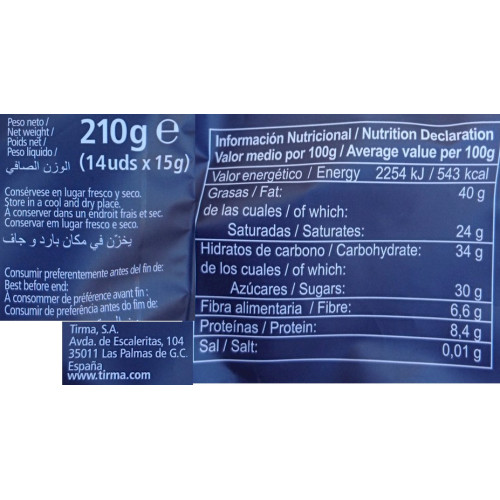 Peso neto /
Net weight /
Poids net /
Peso líquido /
الوزن الصافي
210g e
(14uds x 15g)
Consérvese en lugar fresco y seco.
Store in a cool and dry place.
À conserver dans un endroit frais et sec.
Conservar em lugar fresco e seco.
يخزّن في مكان بارد و جاف
Consumir preferentemente antes del fin de:
Best before end:
À consommer de préférence avant fin :
Consumir de preferência antes do fim de:
Tirma, S.A.
Avda. de Escaleritas, 104
35011 Las Palmas de G.C.
España
www.tirma.com
Información Nutricional / Nutrition Declaration
Valor medio por 100g / Average value per 100g
Valor energético / Energy 2254 kJ / 543 kcal
Grasas / Fat: 40 g
de las cuales / of which:
Saturadas / Saturates: 24 g
Hidratos de carbono / Carbohydrate: 34 g
de los cuales / of which:
Azúcares / Sugars: 30 g
Fibra alimentaria / Fibre: 6,6 g
Proteínas / Protein: 8,4 g
Sal / Salt: 0,01 g